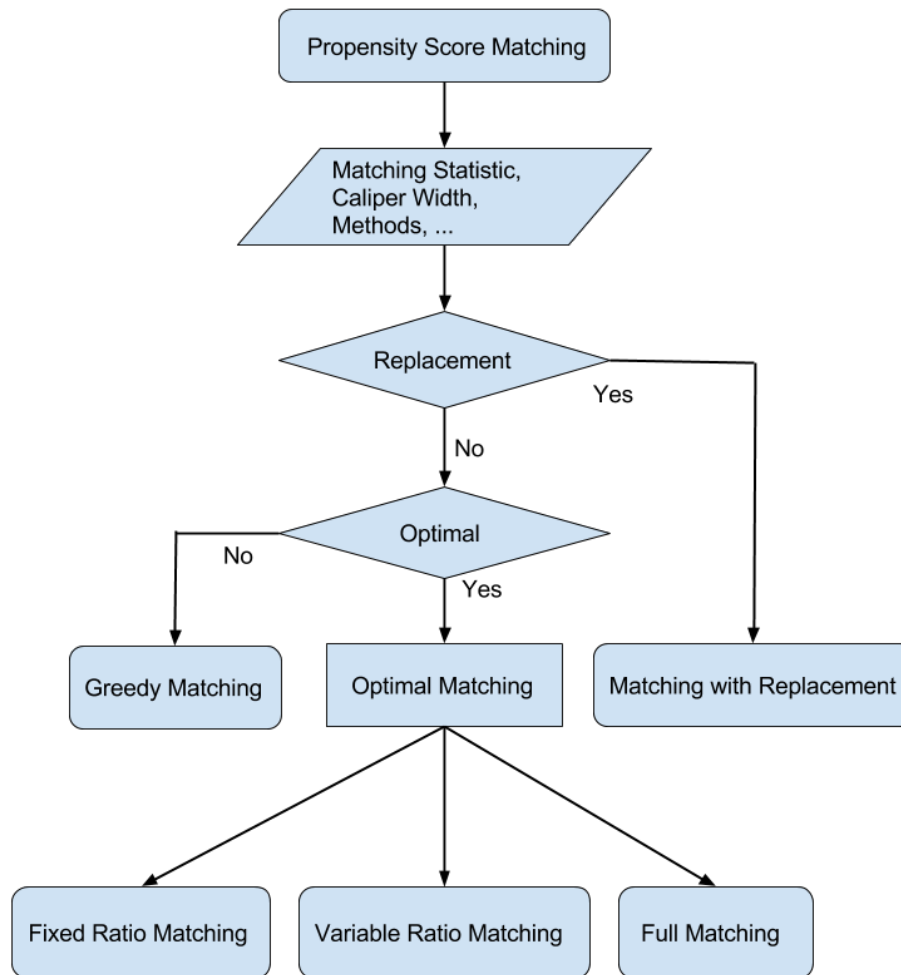 Propensity Score Matching
Matching Statistic,
Caliper Width,
Methods, ...
Replacement
Yes
No
Optimal
No
Yes
Greedy Matching
Optimal Matching
Matching with Replacement
Fixed Ratio Matching
Variable Ratio Matching
Full Matching